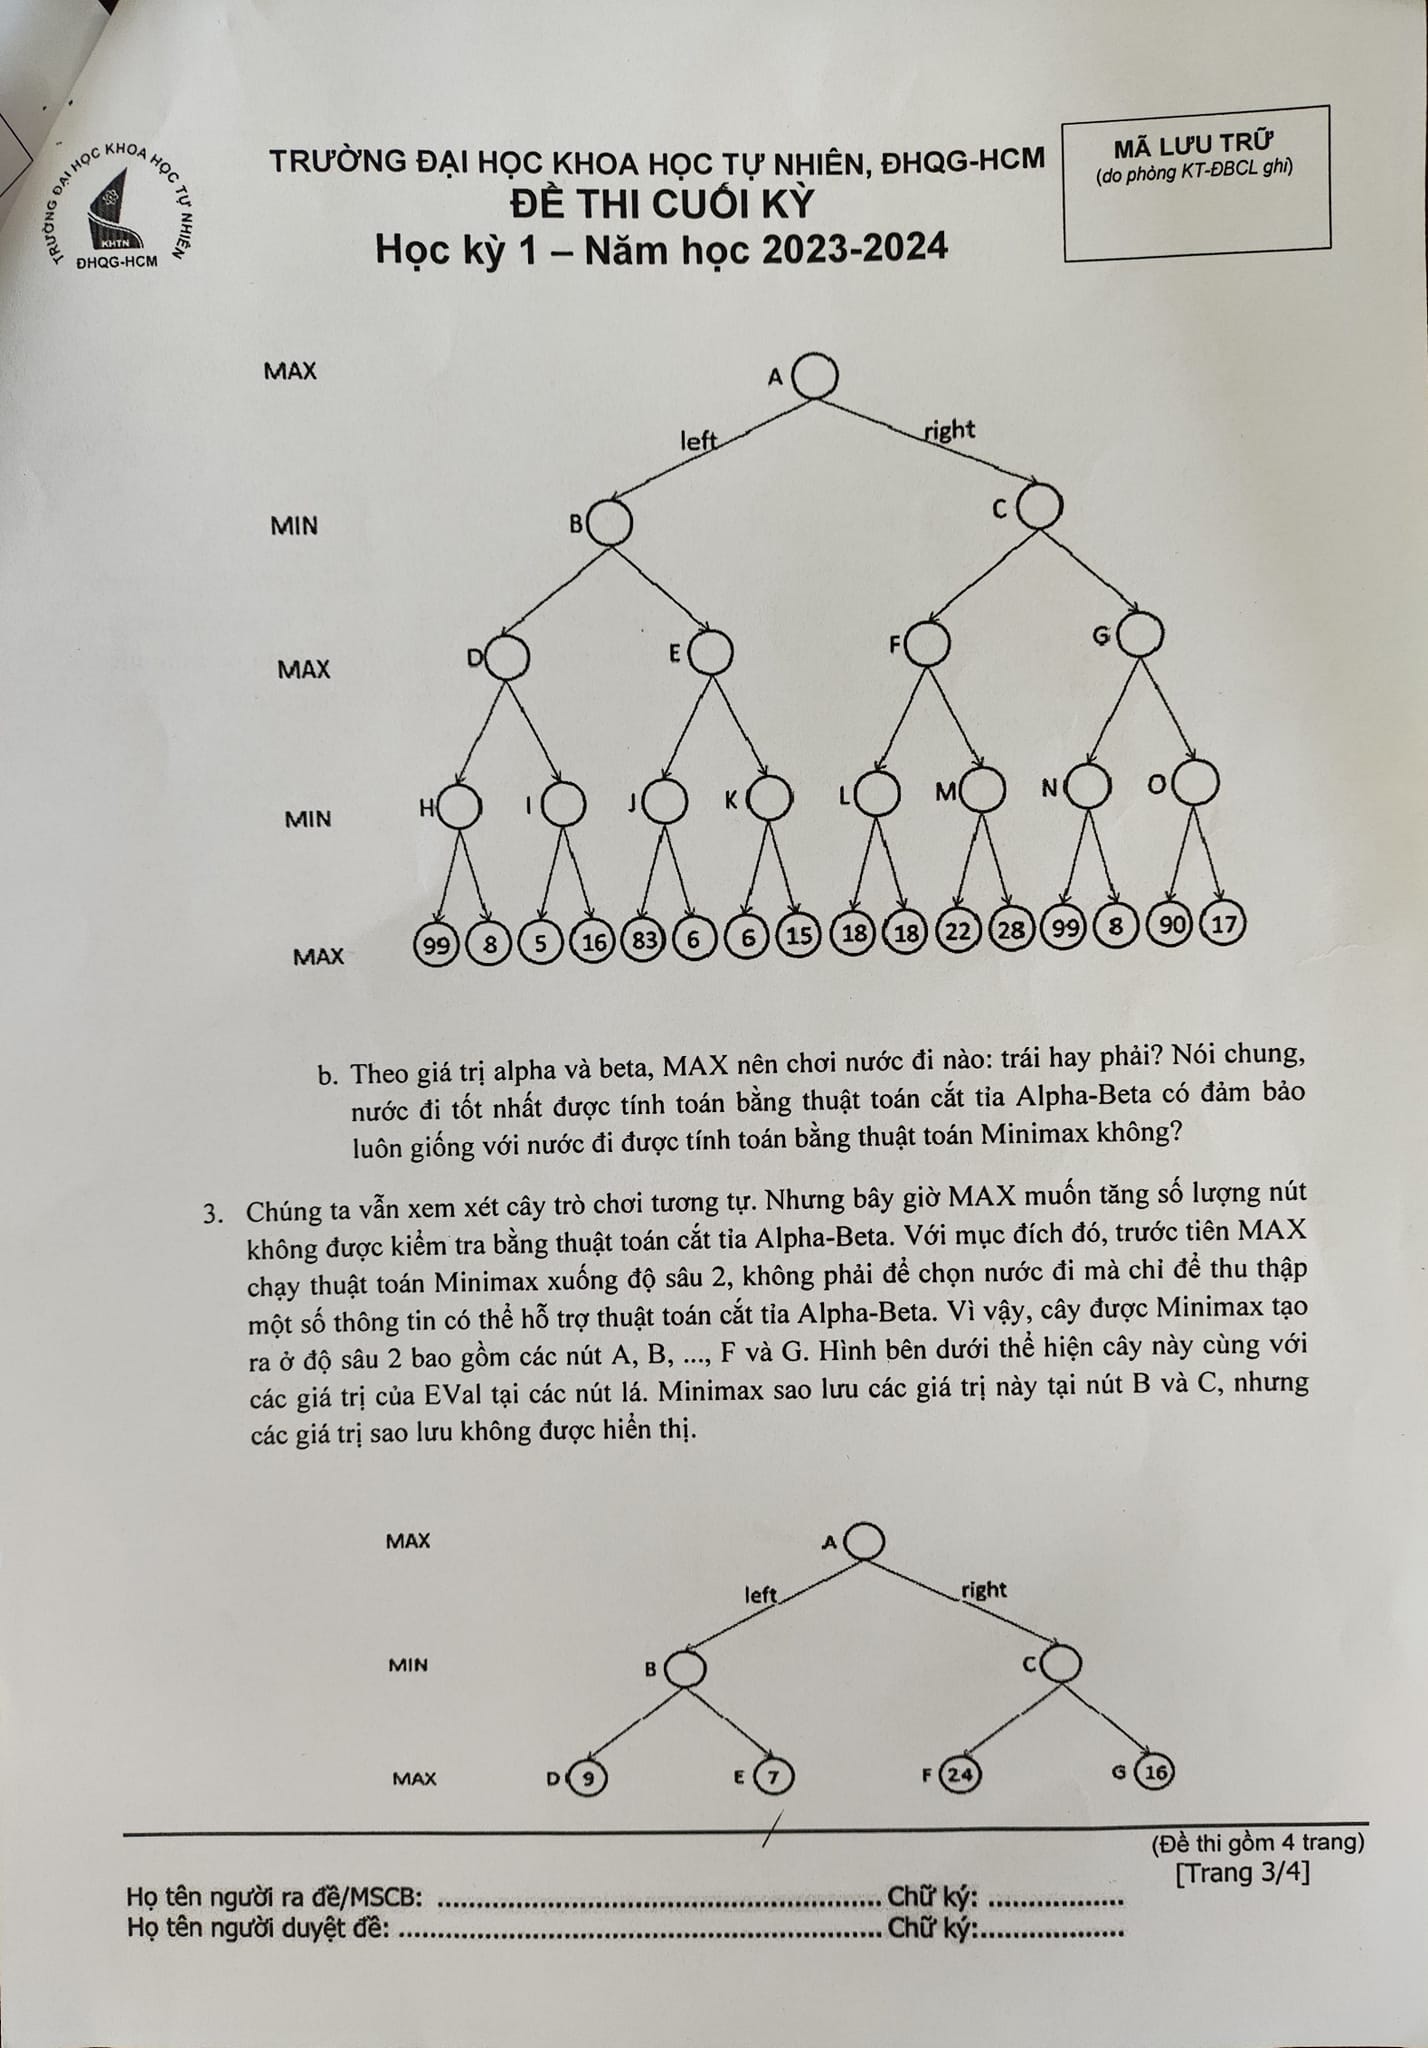 TRƯỜNG ĐẠI HỌC KHOA HỌC TỰ NHIÊN
KHTN
ĐHQG-HCM
TRƯỜNG ĐẠI HỌC KHOA HỌC TỰ NHIÊN, ĐHQG-HCM
ĐỀ THI CUỐI KỲ
Học kỳ 1 – Năm học 2023-2024
MÃ LƯU TRỮ
(do phòng KT-ĐBCL ghi)
MAX A
left right
MIN B C
MAX D E F G
MIN H I J K L M N O
MAX 99 8 5 16 83 6 6 15 18 18 22 28 99 8 90 17
b. Theo giá trị alpha và beta, MAX nên chơi nước đi nào: trái hay phải? Nói chung,
nước đi tốt nhất được tính toán bằng thuật toán cắt tỉa Alpha-Beta có đảm bảo
luôn giống với nước đi được tính toán bằng thuật toán Minimax không?
3. Chúng ta vẫn xem xét cây trò chơi tương tự. Nhưng bây giờ MAX muốn tăng số lượng nút
không được kiểm tra bằng thuật toán cắt tỉa Alpha-Beta. Với mục đích đó, trước tiên MAX
chạy thuật toán Minimax xuống độ sâu 2, không phải để chọn nước đi mà chỉ để thu thập
một số thông tin có thể hỗ trợ thuật toán cắt tỉa Alpha-Beta. Vì vậy, cây được Minimax tạo
ra ở độ sâu 2 bao gồm các nút A, B, ..., F và G. Hình bên dưới thể hiện cây này cùng với
các giá trị của EVal tại các nút lá. Minimax sao lưu các giá trị này tại nút B và C, nhưng
các giá trị sao lưu không được hiển thị.
MAX A
left right
MIN B C
MAX D 9 E 7 F 24 G 16
(Đề thi gồm 4 trang)
[Trang 3/4]
Họ tên người ra đề/MSCB: .................................................. Chữ ký: .................
Họ tên người duyệt đề: ...................................................... Chữ ký:..................